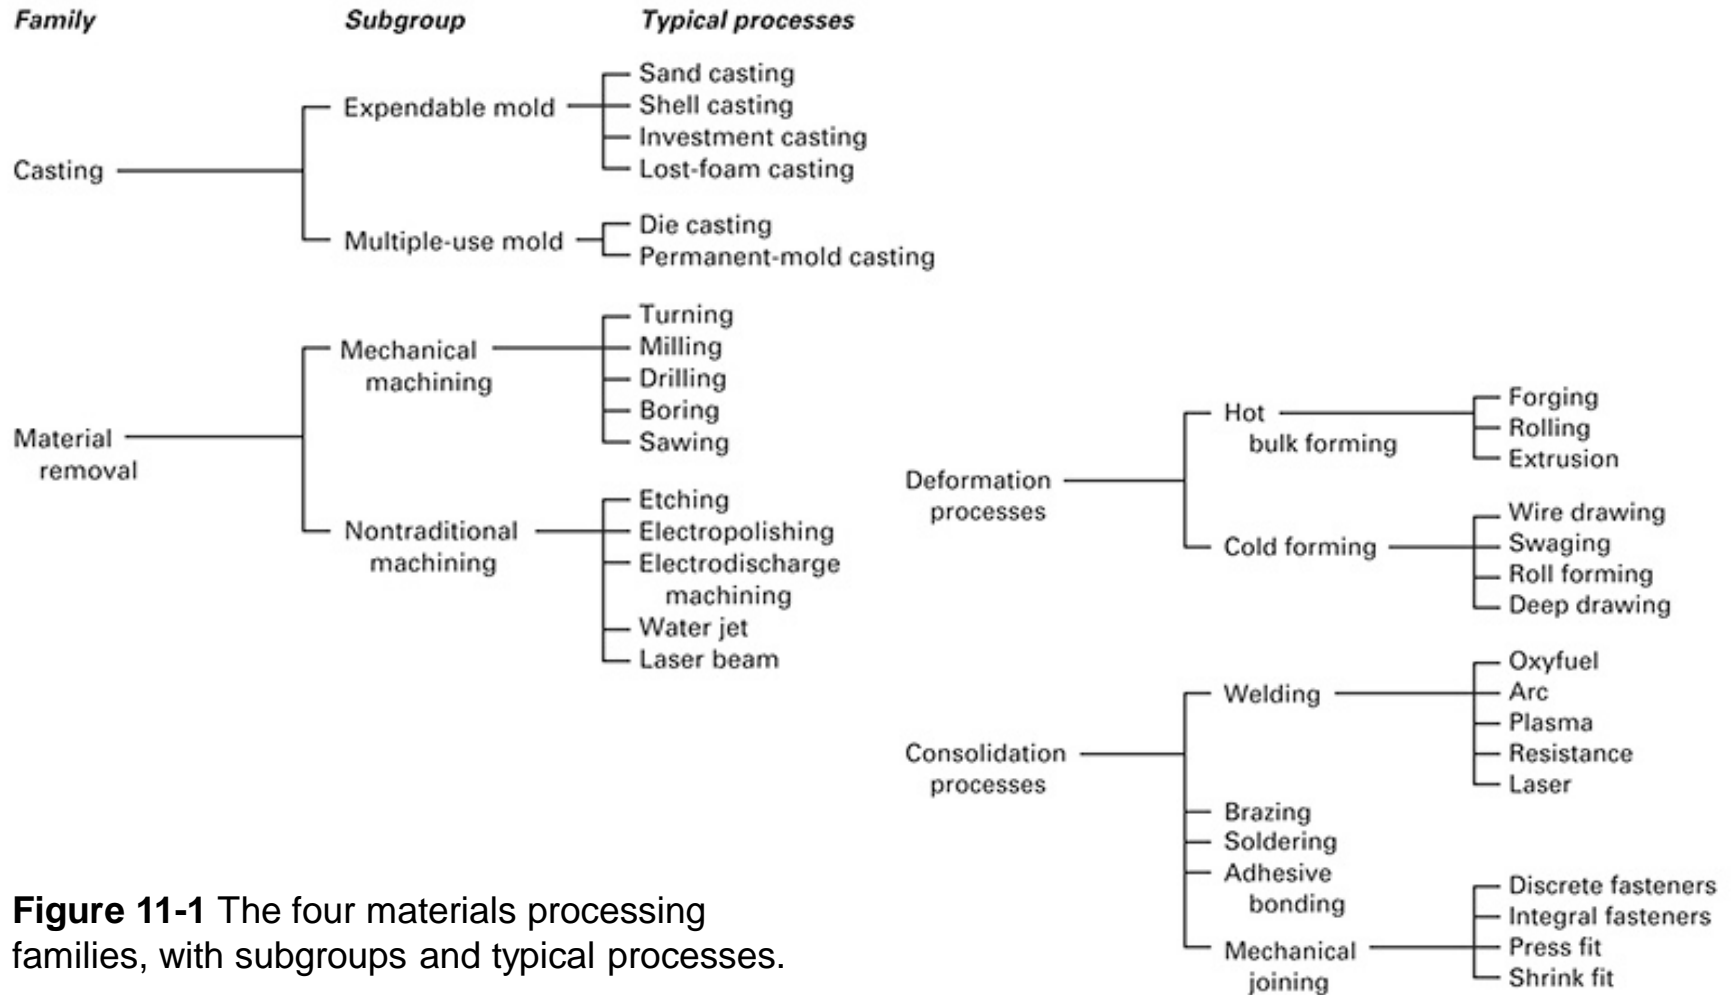 Family
Subgroup
Typical processes
Casting
Expendable mold
Sand casting
Shell casting
Investment casting
Lost-foam casting
Multiple-use mold
Die casting
Permanent-mold casting
Material
removal
Mechanical
machining
Turning
Milling
Drilling
Boring
Sawing
Nontraditional
machining
Etching
Electropolishing
Electrodischarge
machining
Water jet
Laser beam
Deformation
processes
Hot
bulk forming
Forging
Rolling
Extrusion
Cold forming
Wire drawing
Swaging
Roll forming
Deep drawing
Consolidation
processes
Welding
Oxyfuel
Arc
Plasma
Resistance
Laser
Brazing
Soldering
Adhesive
bonding
Mechanical
joining
Discrete fasteners
Integral fasteners
Press fit
Shrink fit
Figure 11-1 The four materials processing
families, with subgroups and typical processes.